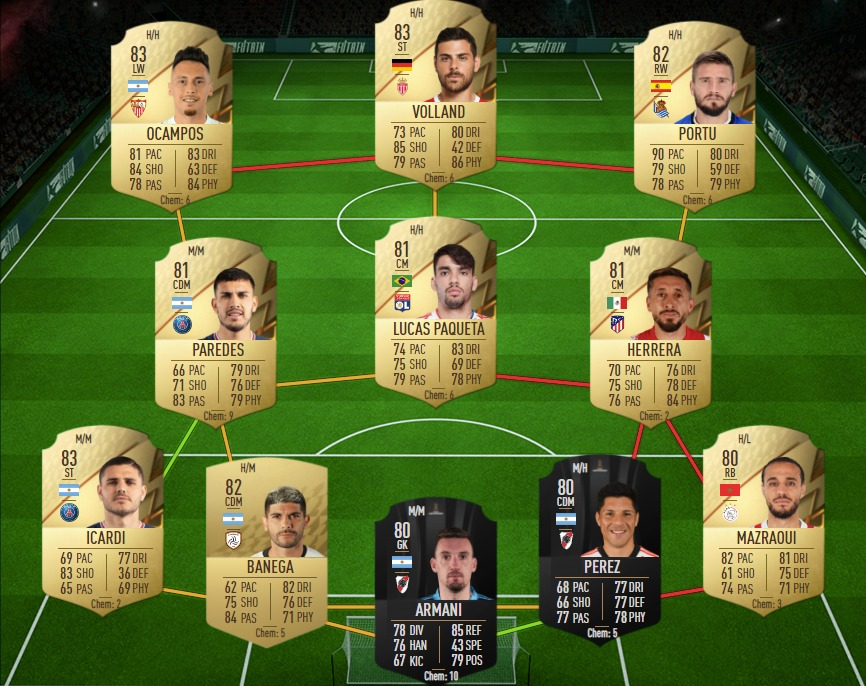 FUTBIN
FUTBIN
FUTBIN
H/H
83
LW
OCAMPOS
81 PAC 83 DRI
84 SHO 63 DEF
78 PAS 84 PHY
Chem: 6
H/H
83
ST
VOLLAND
73 PAC 80 DRI
85 SHO 42 DEF
79 PAS 86 PHY
Chem: 6
H/H
82
RW
PORTU
90 PAC 80 DRI
79 SHO 59 DEF
78 PAS 79 PHY
Chem: 6
M/M
81
CDM
PAREDES
66 PAC 79 DRI
71 SHO 76 DEF
83 PAS 79 PHY
Chem: 9
H/H
81
CM
LUCAS PAQUETA
74 PAC 83 DRI
75 SHO 69 DEF
79 PAS 78 PHY
Chem: 6
M/M
81
CM
HERRERA
70 PAC 76 DRI
75 SHO 78 DEF
76 PAS 84 PHY
Chem: 2
M/M
83
ST
ICARDI
69 PAC 77 DRI
83 SHO 36 DEF
65 PAS 69 PHY
Chem: 2
H/M
82
CDM
BANEGA
62 PAC 82 DRI
75 SHO 76 DEF
84 PAS 71 PHY
Chem: 5
M/M
80
GK
ARMANI
78 DIV 85 REF
76 HAN 43 SPE
67 KIC 79 POS
Chem: 10
M/H
80
CDM
PEREZ
68 PAC 77 DRI
66 SHO 77 DEF
77 PAS 78 PHY
Chem: 5
H/L
80
RB
MAZRAOUI
82 PAC 81 DRI
61 SHO 75 DEF
74 PAS 71 PHY
Chem: 3